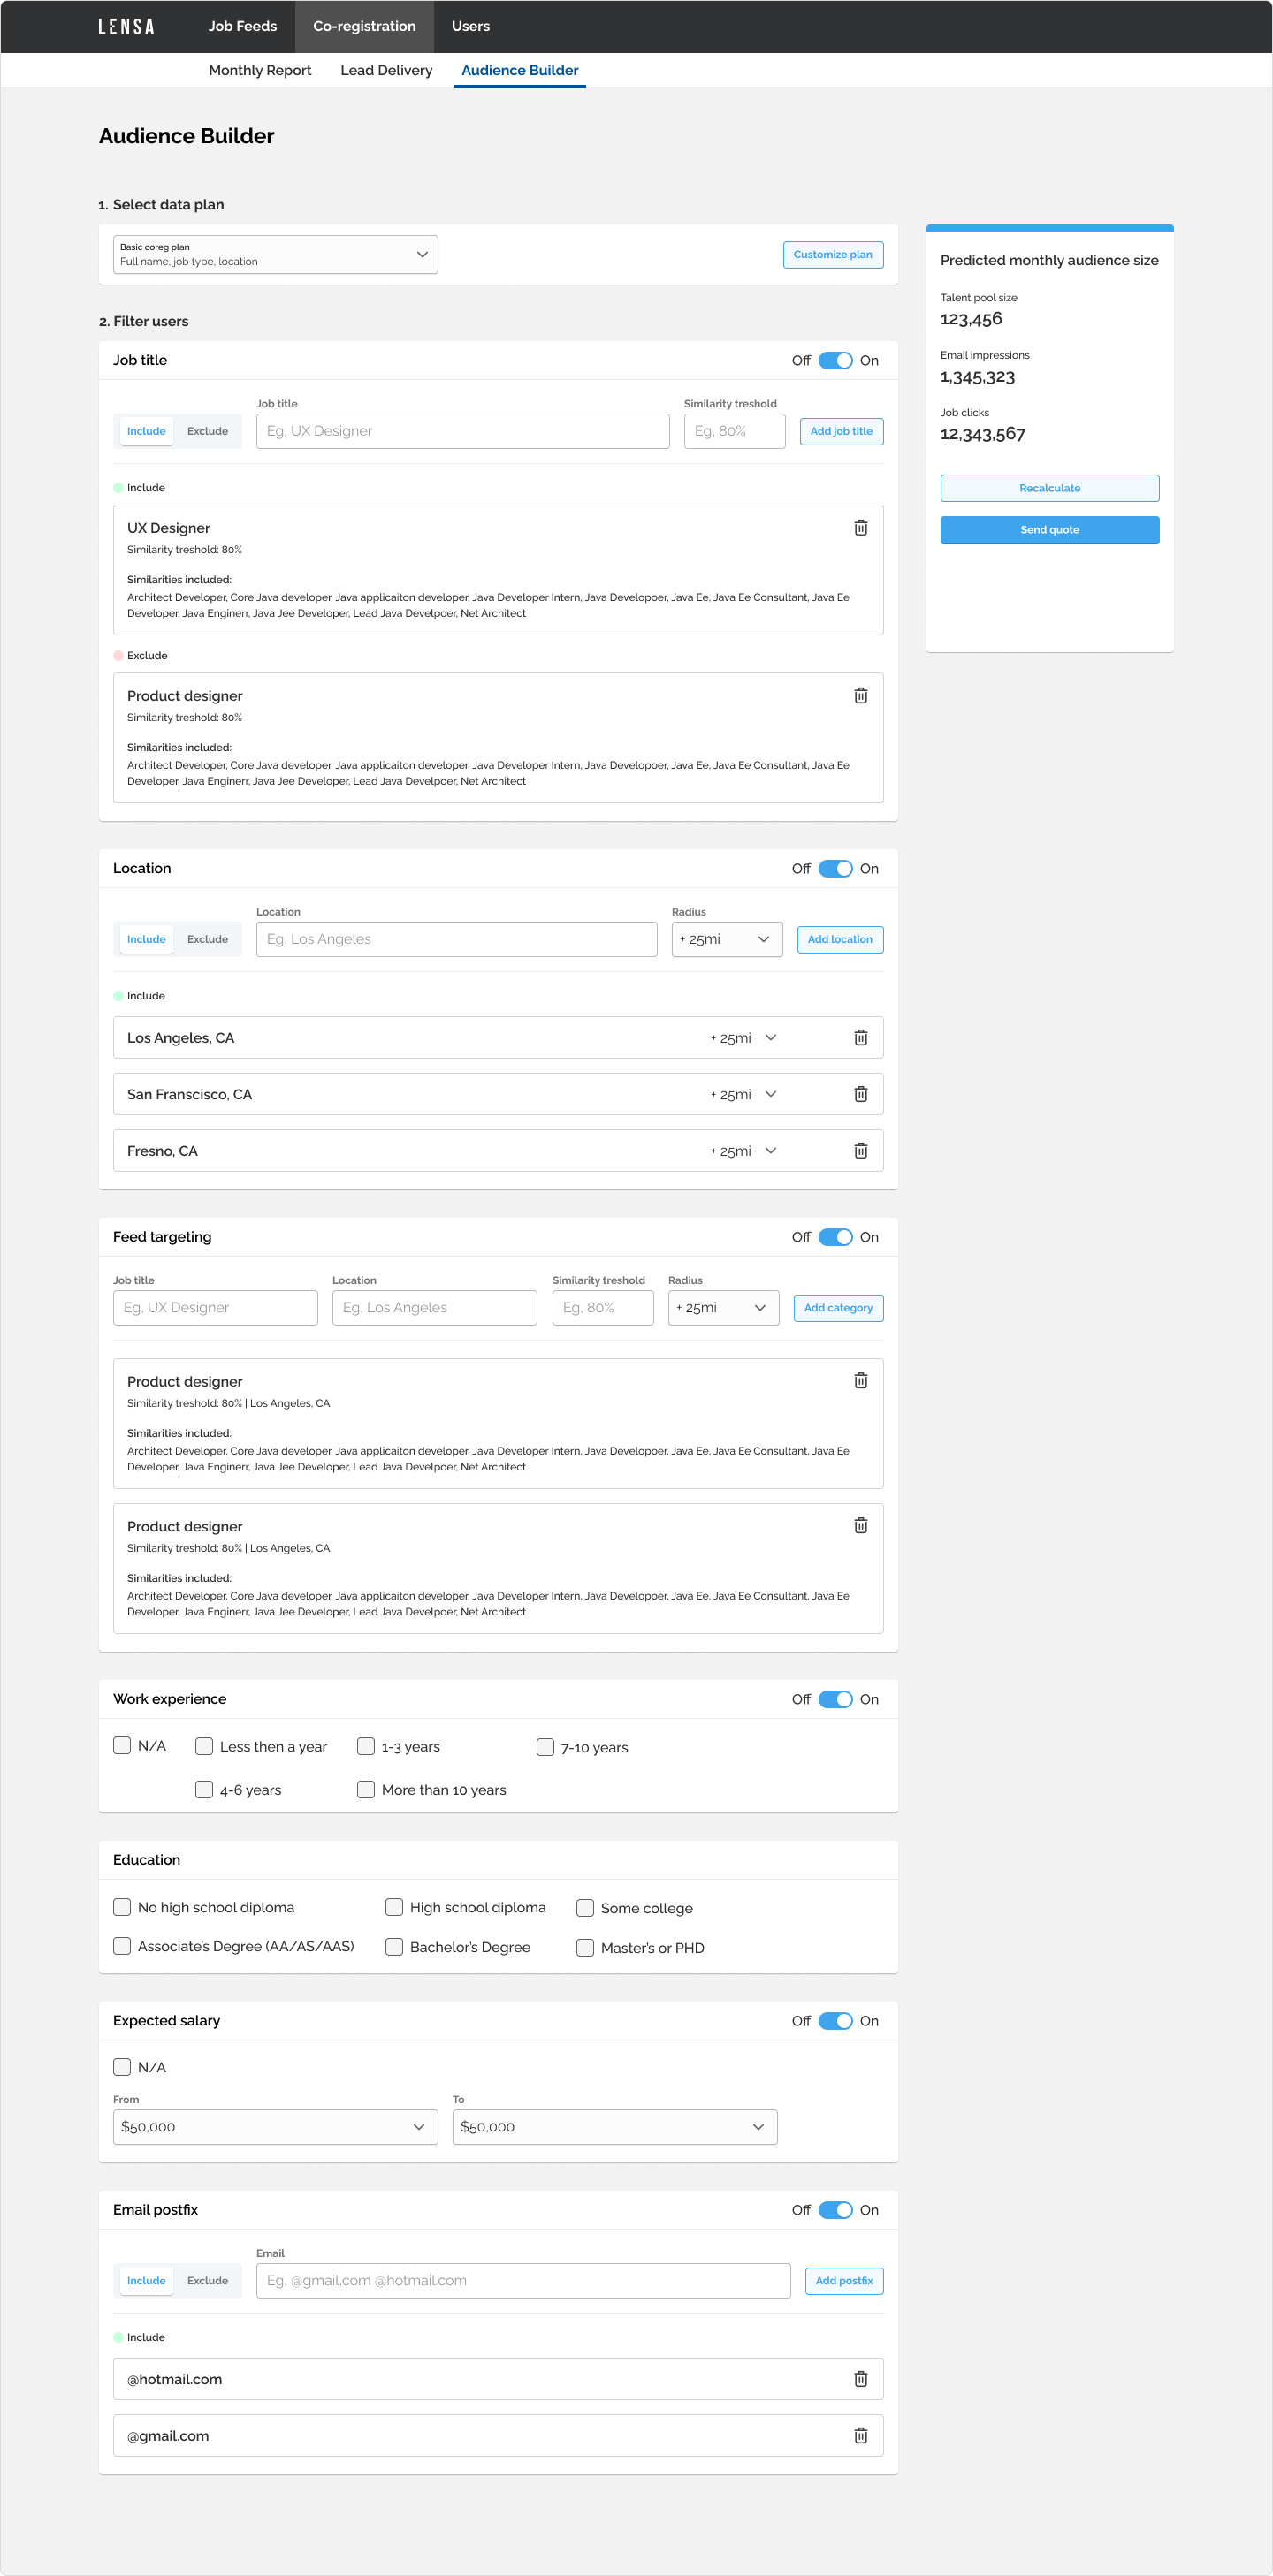 LENSA
Job Feeds
Co-registration
Users
Monthly Report
Lead Delivery
Audience Builder
Audience Builder
1. Select data plan
Basic coreg plan
Full name, job type, location
Customize plan
Predicted monthly audience size
Talent pool size
123,456
Email impressions
1,345,323
Job clicks
12,343,567
Recalculate
Send quote
2. Filter users
Job title
Off On
Job title
Similarity treshold
Include
Exclude
Eg, UX Designer
Eg, 80%
Add job title
Include
UX Designer
Similarity treshold: 80%
Similarities included:
Architect Developer, Core Java developer, Java applicaiton developer, Java Developer Intern, Java Developoer, Java Ee, Java Ee Consultant, Java Ee
Developer, Java Enginerr, Java Jee Developer, Lead Java Develpoer, Net Architect
Exclude
Product designer
Similarity treshold: 80%
Similarities included:
Architect Developer, Core Java developer, Java applicaiton developer, Java Developer Intern, Java Developoer, Java Ee, Java Ee Consultant, Java Ee
Developer, Java Enginerr, Java Jee Developer, Lead Java Develpoer, Net Architect
Location
Off On
Location
Radius
Include
Exclude
Eg, Los Angeles
+ 25mi
Add location
Include
Los Angeles, CA
+ 25mi
San Franscisco, CA
+ 25mi
Fresno, CA
+ 25mi
Feed targeting
Off On
Job title
Location
Similarity treshold
Radius
Eg, UX Designer
Eg, Los Angeles
Eg, 80%
+ 25mi
Add category
Product designer
Similarity treshold: 80% | Los Angeles, CA
Similarities included:
Architect Developer, Core Java developer, Java applicaiton developer, Java Developer Intern, Java Developoer, Java Ee, Java Ee Consultant, Java Ee
Developer, Java Enginerr, Java Jee Developer, Lead Java Develpoer, Net Architect
Product designer
Similarity treshold: 80% | Los Angeles, CA
Similarities included:
Architect Developer, Core Java developer, Java applicaiton developer, Java Developer Intern, Java Developoer, Java Ee, Java Ee Consultant, Java Ee
Developer, Java Enginerr, Java Jee Developer, Lead Java Develpoer, Net Architect
Work experience
Off On
N/A
Less then a year
1-3 years
7-10 years
4-6 years
More than 10 years
Education
No high school diploma
High school diploma
Some college
Associate's Degree (AA/AS/AAS)
Bachelor's Degree
Master's or PHD
Expected salary
Off On
N/A
From
To
$50,000
$50,000
Email postfix
Off On
Email
Include
Exclude
Eg, @gmail.com @hotmail.com
Add postfix
Include
@hotmail.com
@gmail.com